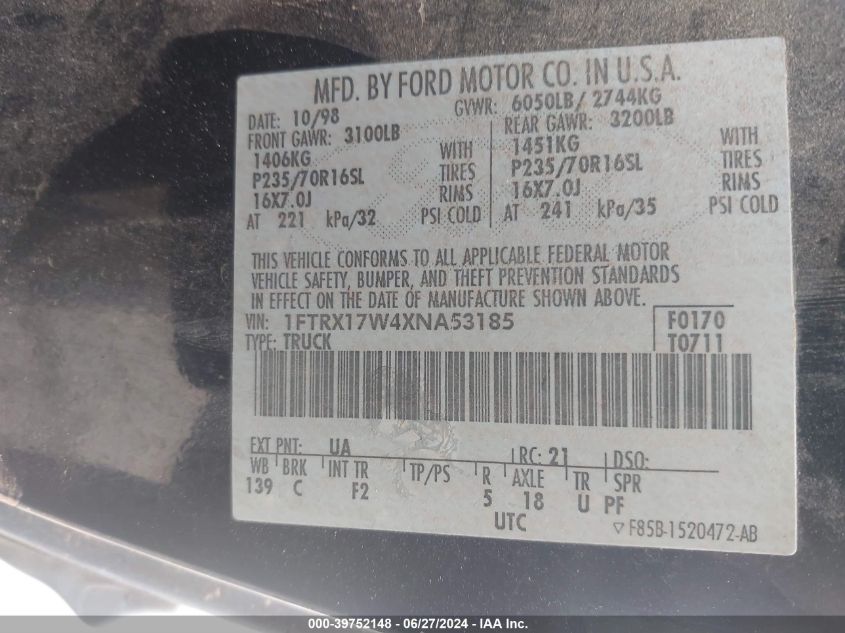 MFD. BY FORD MOTOR CO. IN U.S.A.
DATE: 10/98 GVWR: 6050LB/ 2744KG
FRONT GAWR: 3100LB REAR GAWR: 3200LB
1406KG WITH 1451KG WITH
P235/70R16SL TIRES P235/70R16SL TIRES
16X7.0J RIMS 16X7.0J RIMS
AT 221 kPa/32 PSI COLD AT 241 kPa/35 PSI COLD
THIS VEHICLE CONFORMS TO ALL APPLICABLE FEDERAL MOTOR
VEHICLE SAFETY, BUMPER, AND THEFT PREVENTION STANDARDS
IN EFFECT ON THE DATE OF MANUFACTURE SHOWN ABOVE.
VIN: 1FTRX17W4XNA53185 F0170
TYPE: TRUCK T0711
EXT PNT: UA RC: 21 DSO:
WB BRK INT TR TP/PS R AXLE TR SPR
139 C F2 5 18 U PF
UTC ▽F85B-1520472-AB
000-39752148 - 06/27/2024 - IAAI Inc.